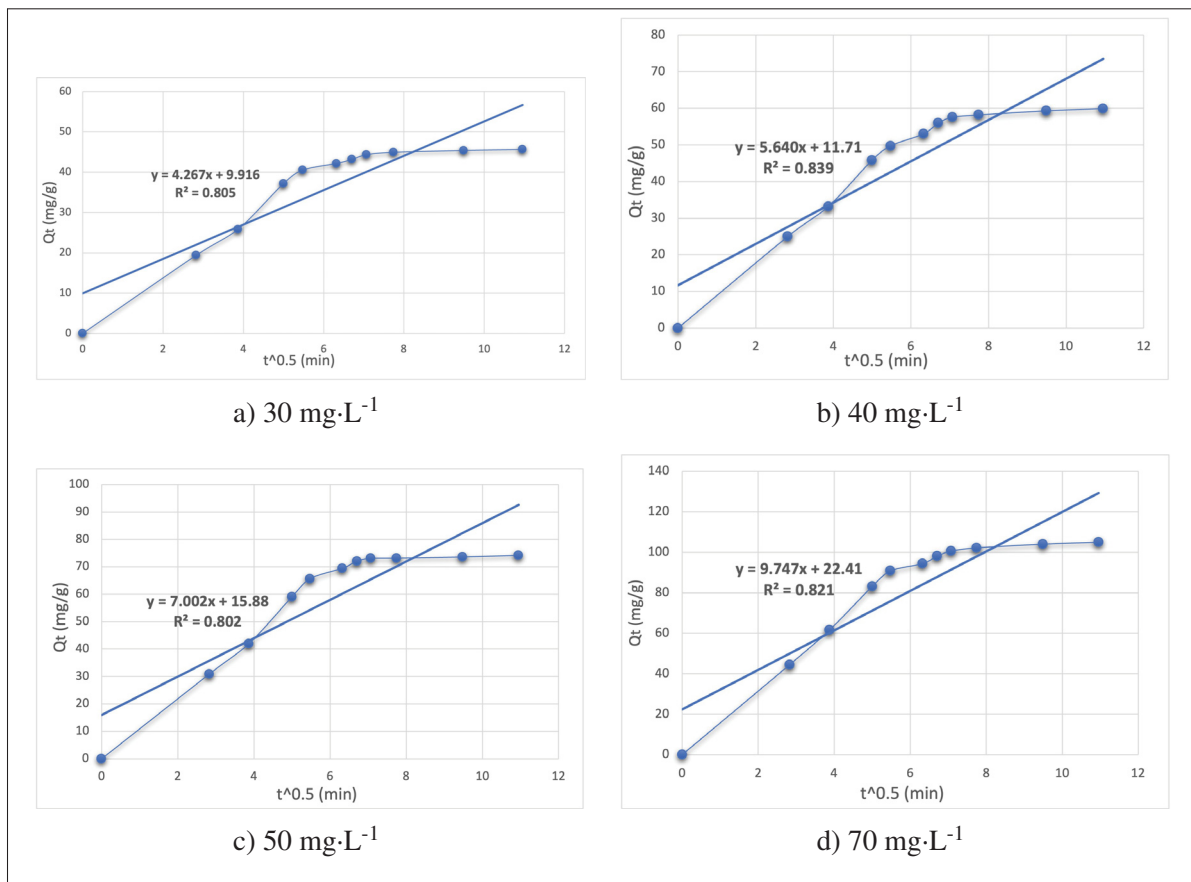 60
50
40
30
20
10
0
Qt (mg/g)
y = 4.267x + 9.916
R² = 0.805
0 2 4 6 8 10 12
t^0.5 (min)
a) 30 mg·L⁻¹
80
70
60
50
40
30
20
10
0
Qt (mg/g)
y = 5.640x + 11.71
R² = 0.839
0 2 4 6 8 10 12
t^0.5 (min)
b) 40 mg·L⁻¹
100
90
80
70
60
50
40
30
20
10
0
Qt (mg/g)
y = 7.002x + 15.88
R² = 0.802
0 2 4 6 8 10 12
t^0.5 (min)
c) 50 mg·L⁻¹
140
120
100
80
60
40
20
0
Qt (mg/g)
y = 9.747x + 22.41
R² = 0.821
0 2 4 6 8 10 12
t^0.5 (min)
d) 70 mg·L⁻¹